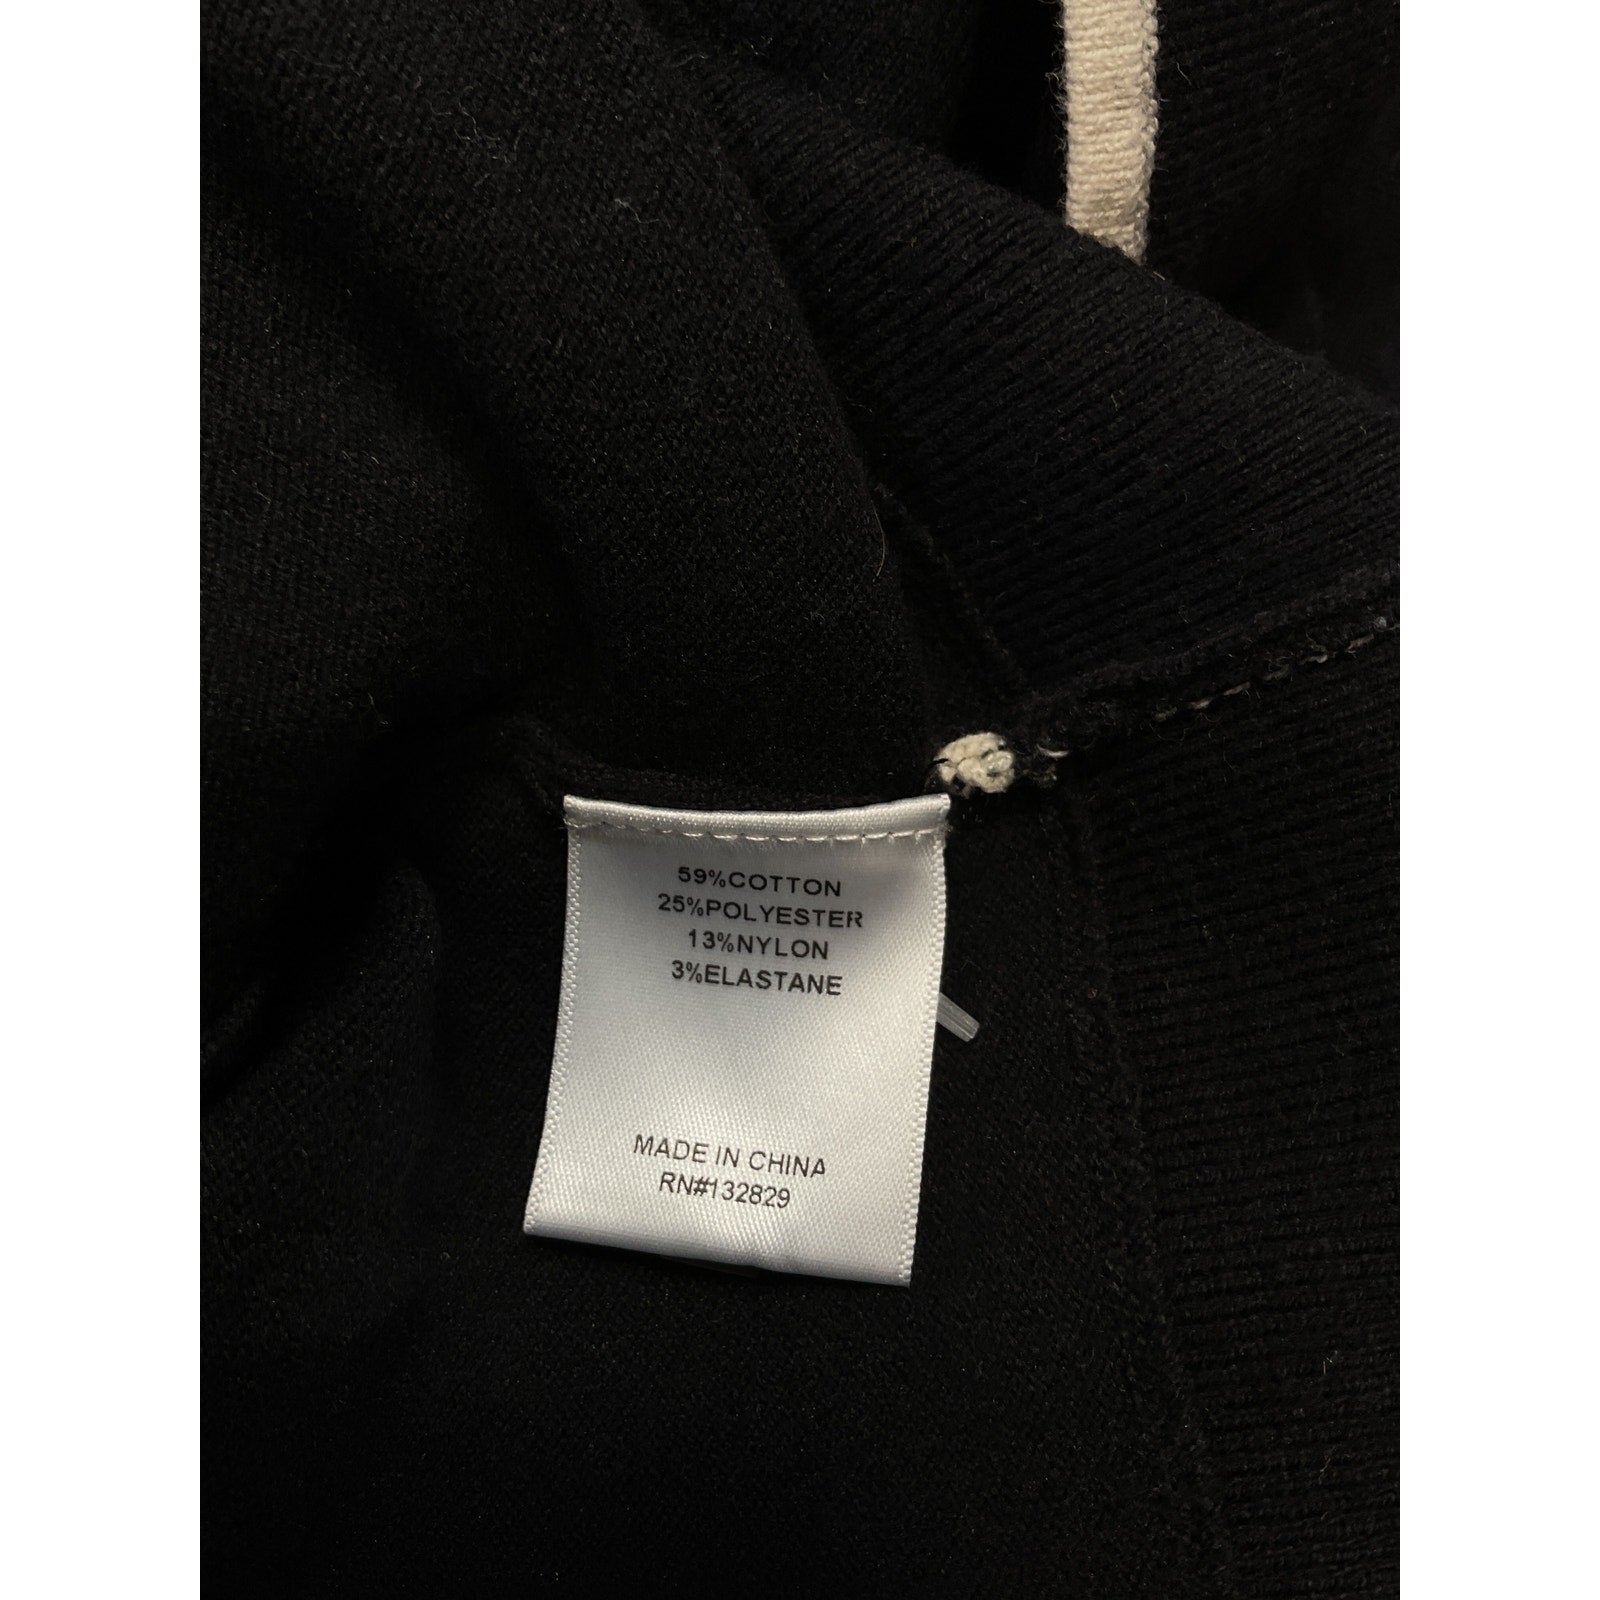 59%COTTON
25%POLYESTER
13%NYLON
3%ELASTANE
MADE IN CHINA
RN#132829